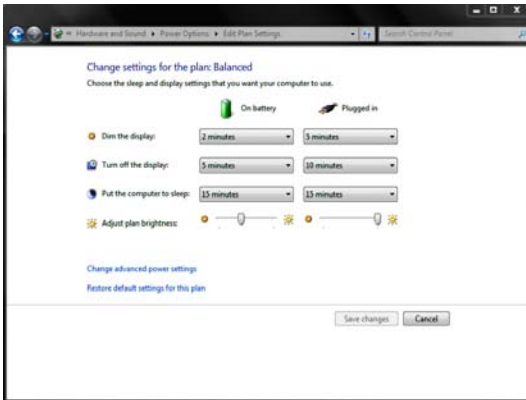 « Hardware and Sound ▸ Power Options ▸ Edit Plan Settings
Search Control Panel
Change settings for the plan: Balanced
Choose the sleep and display settings that you want your computer to use.
On battery Plugged in
Dim the display: 2 minutes 5 minutes
Turn off the display: 5 minutes 10 minutes
Put the computer to sleep: 15 minutes 15 minutes
Adjust plan brightness:
Change advanced power settings
Restore default settings for this plan
Save changes Cancel